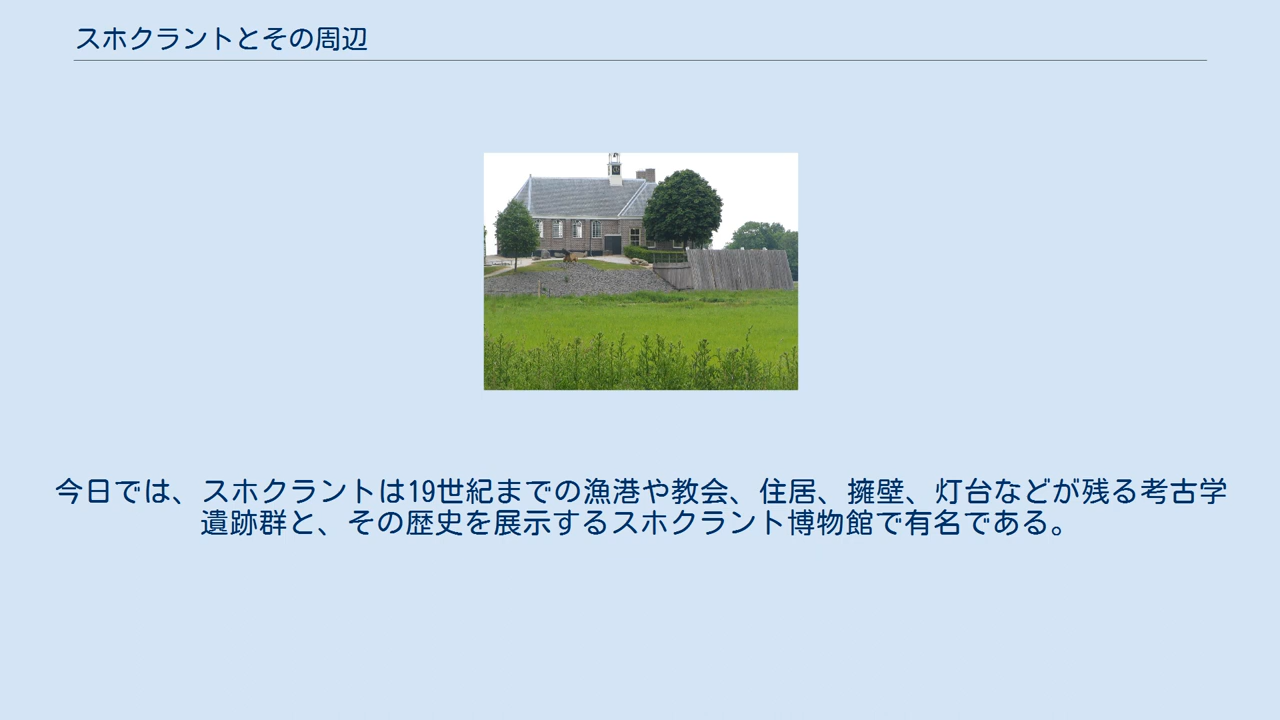 スホクラントとその周辺
今日では、スホクラントは19世紀までの漁港や教会、住居、擁壁、灯台などが残る考古学
遺跡群と、その歴史を展示するスホクラント博物館で有名である。